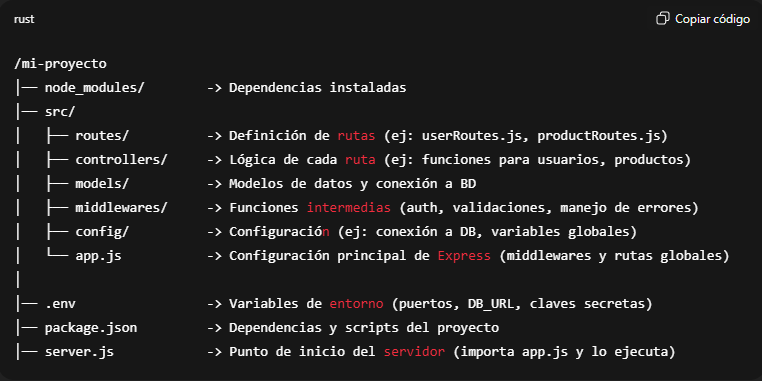 rust
Copiar código
/mi-proyecto
│── node_modules/        -> Dependencias instaladas
│── src/
│   ├── routes/          -> Definición de rutas (ej: userRoutes.js, productRoutes.js)
│   ├── controllers/     -> Lógica de cada ruta (ej: funciones para usuarios, productos)
│   ├── models/          -> Modelos de datos y conexión a BD
│   ├── middlewares/     -> Funciones intermedias (auth, validaciones, manejo de errores)
│   ├── config/          -> Configuración (ej: conexión a DB, variables globales)
│   └── app.js           -> Configuración principal de Express (middlewares y rutas globales)
│
│── .env                 -> Variables de entorno (puertos, DB_URL, claves secretas)
│── package.json         -> Dependencias y scripts del proyecto
│── server.js            -> Punto de inicio del servidor (importa app.js y lo ejecuta)